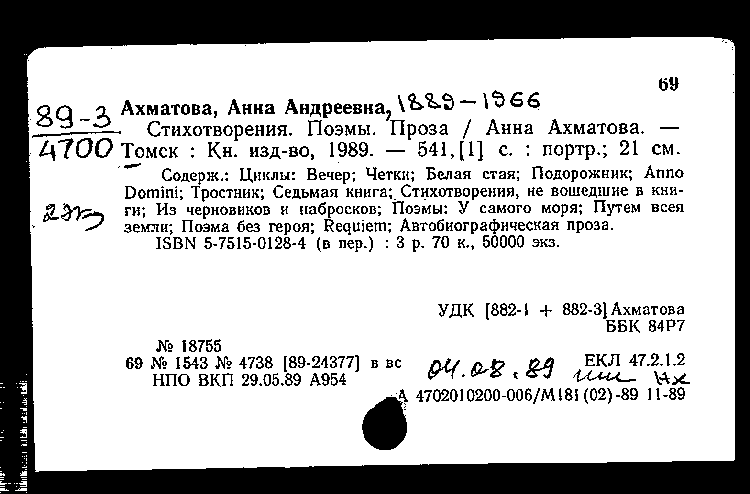 69
89-3
4700
2экз
Ахматова, Анна Андреевна, 1889-1966
Стихотворения. Поэмы. Проза / Анна Ахматова. —
Томск : Кн. изд-во, 1989. — 541,[1] с. : портр.; 21 см.
Содерж.: Циклы: Вечер; Четки; Белая стая; Подорожник; Anno
Domini; Тростник; Седьмая книга; Стихотворения, не вошедшие в кни-
ги; Из черновиков и набросков; Поэмы: У самого моря; Путем всея
земли; Поэма без героя; Requiem; Автобиографическая проза.
ISBN 5-7515-0128-4 (в пер.) : 3 р. 70 к., 50000 экз.
УДК [882-1 + 882-3] Ахматова
ББК 84Р7
№ 18755
69 № 1543 № 4738 [89-24377] в вс 04.08.89 ЕКЛ 47.2.1.2
НПО ВКП 29.05.89 А954
А 4702010200-006/М181(02)-89 11-89